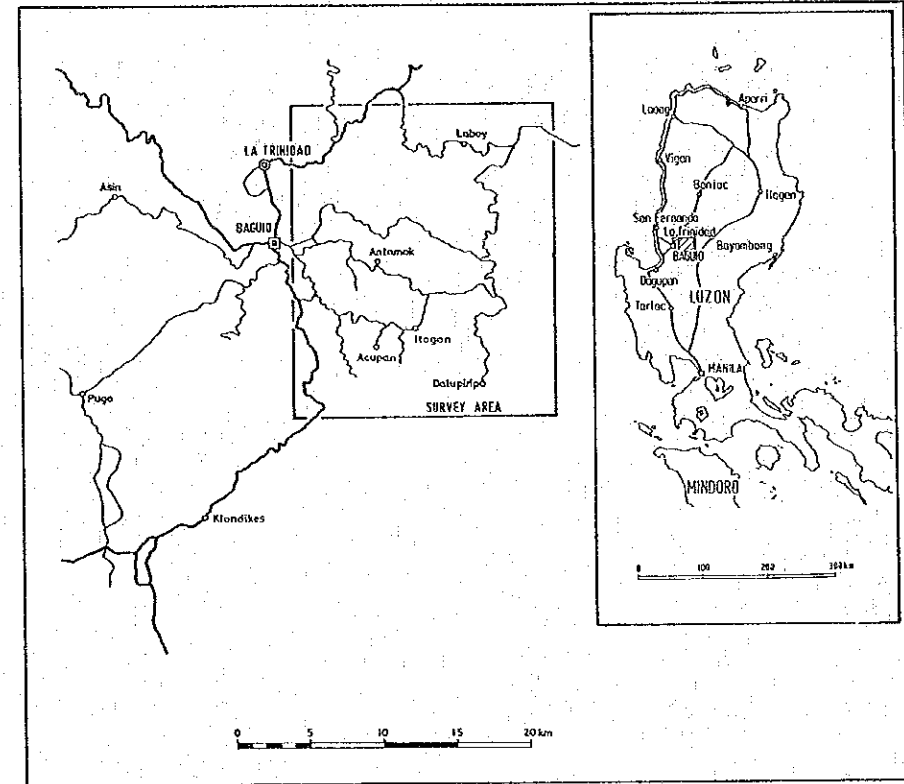 Laboy
LA TRINIDAD
Asin
BAGUIO
Antamok
Itogon
Acupan
Dalupirip
SURVEY AREA
Pugo
Klondikes
0 5 10 15 20 km
Aparri
Laoag
Vigan
Bontoc
Ilagen
San Fernando
La Trinidad
BAGUIO
Bayombong
Dagupan
LUZON
Tarlac
MANILA
MINDORO
0 100 200 300 km